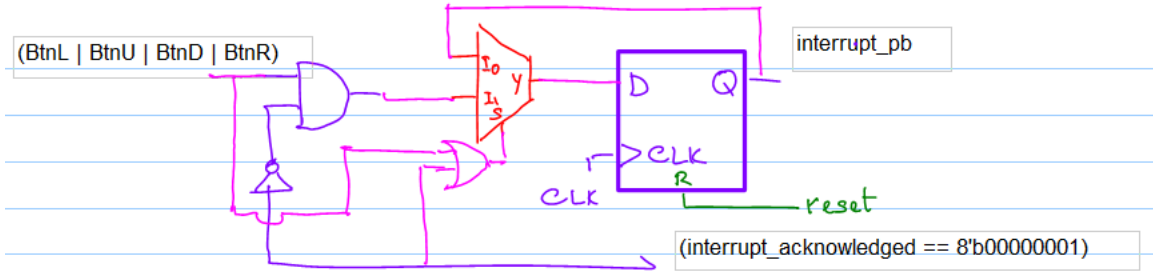 (BtnL | BtnU | BtnD | BtnR)
interrupt_pb
I0
Y
I1
S
D
Q
CLK
R
CLK
reset
(interrupt_acknowledged == 8'b00000001)